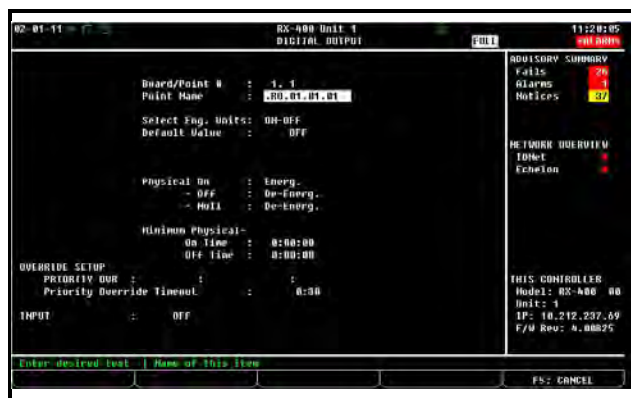 02-01-11
RX-400 Unit 1
11:20:05
DIGITAL OUTPUT
FULL
*ALARM*
ADVISORY SUMMARY
Fails 26
Alarms 1
Notices 37
Board/Point # : 1. 1
Point Name : .RO.01.01.01
Select Eng. Units: ON-OFF
Default Value : OFF
NETWORK OVERVIEW
IONet
Echelon
Physical On : Energ.
- Off : De-Energ.
- Null : De-Energ.
Minimum Physical-
On Time : 0:00:00
Off Time : 0:00:00
OVERRIDE SETUP
PRIORITY OVR : : :
Priority Override Timeout : 0:30
INPUT : OFF
THIS CONTROLLER
Model: RX-400 00
Unit: 1
IP: 10.212.237.69
F/W Rev: 4.00B25
Enter desired text | Name of this item
F5: CANCEL